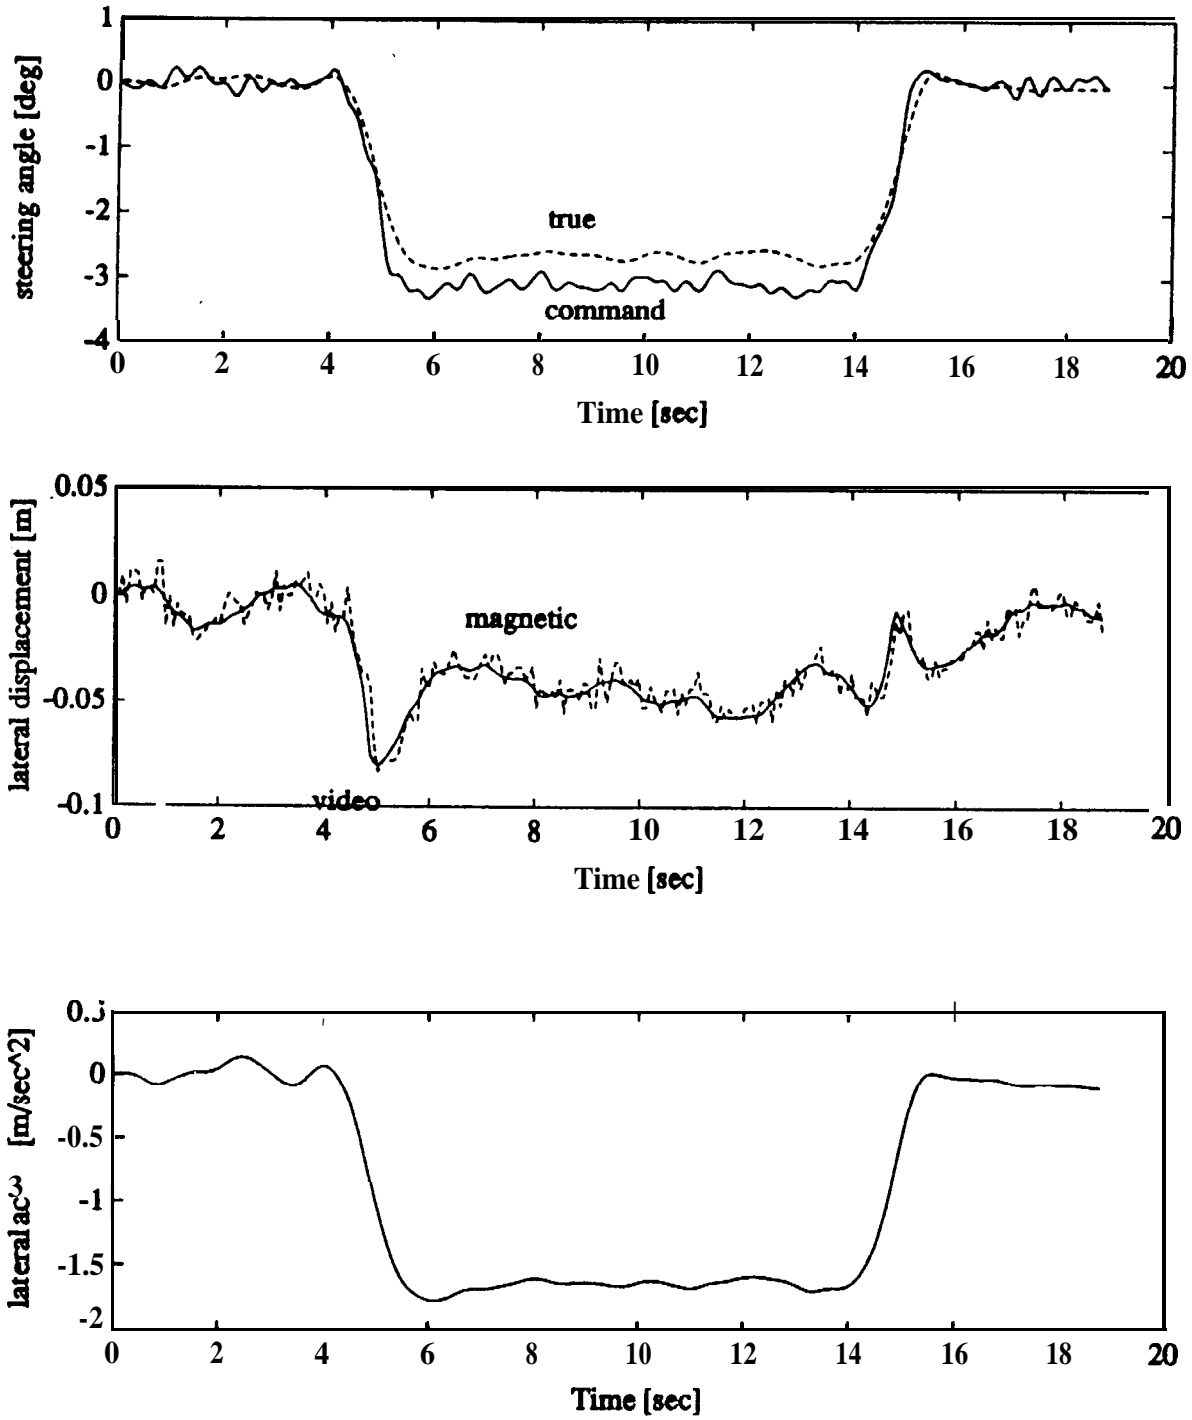 1
0
-1
-2
-3
-4
steering angle [deg]
true
command
0 2 4 6 8 10 12 14 16 18 20
Time [sec]
0.05
0
-0.05
-0.1
lateral displacement [m]
magnetic
video
0 2 4 6 8 10 12 14 16 18 20
Time [sec]
0
-0.5
-1
-1.5
-2
lateral [m/sec^2]
0 2 4 6 8 10 12 14 16 18 20
Time [sec]